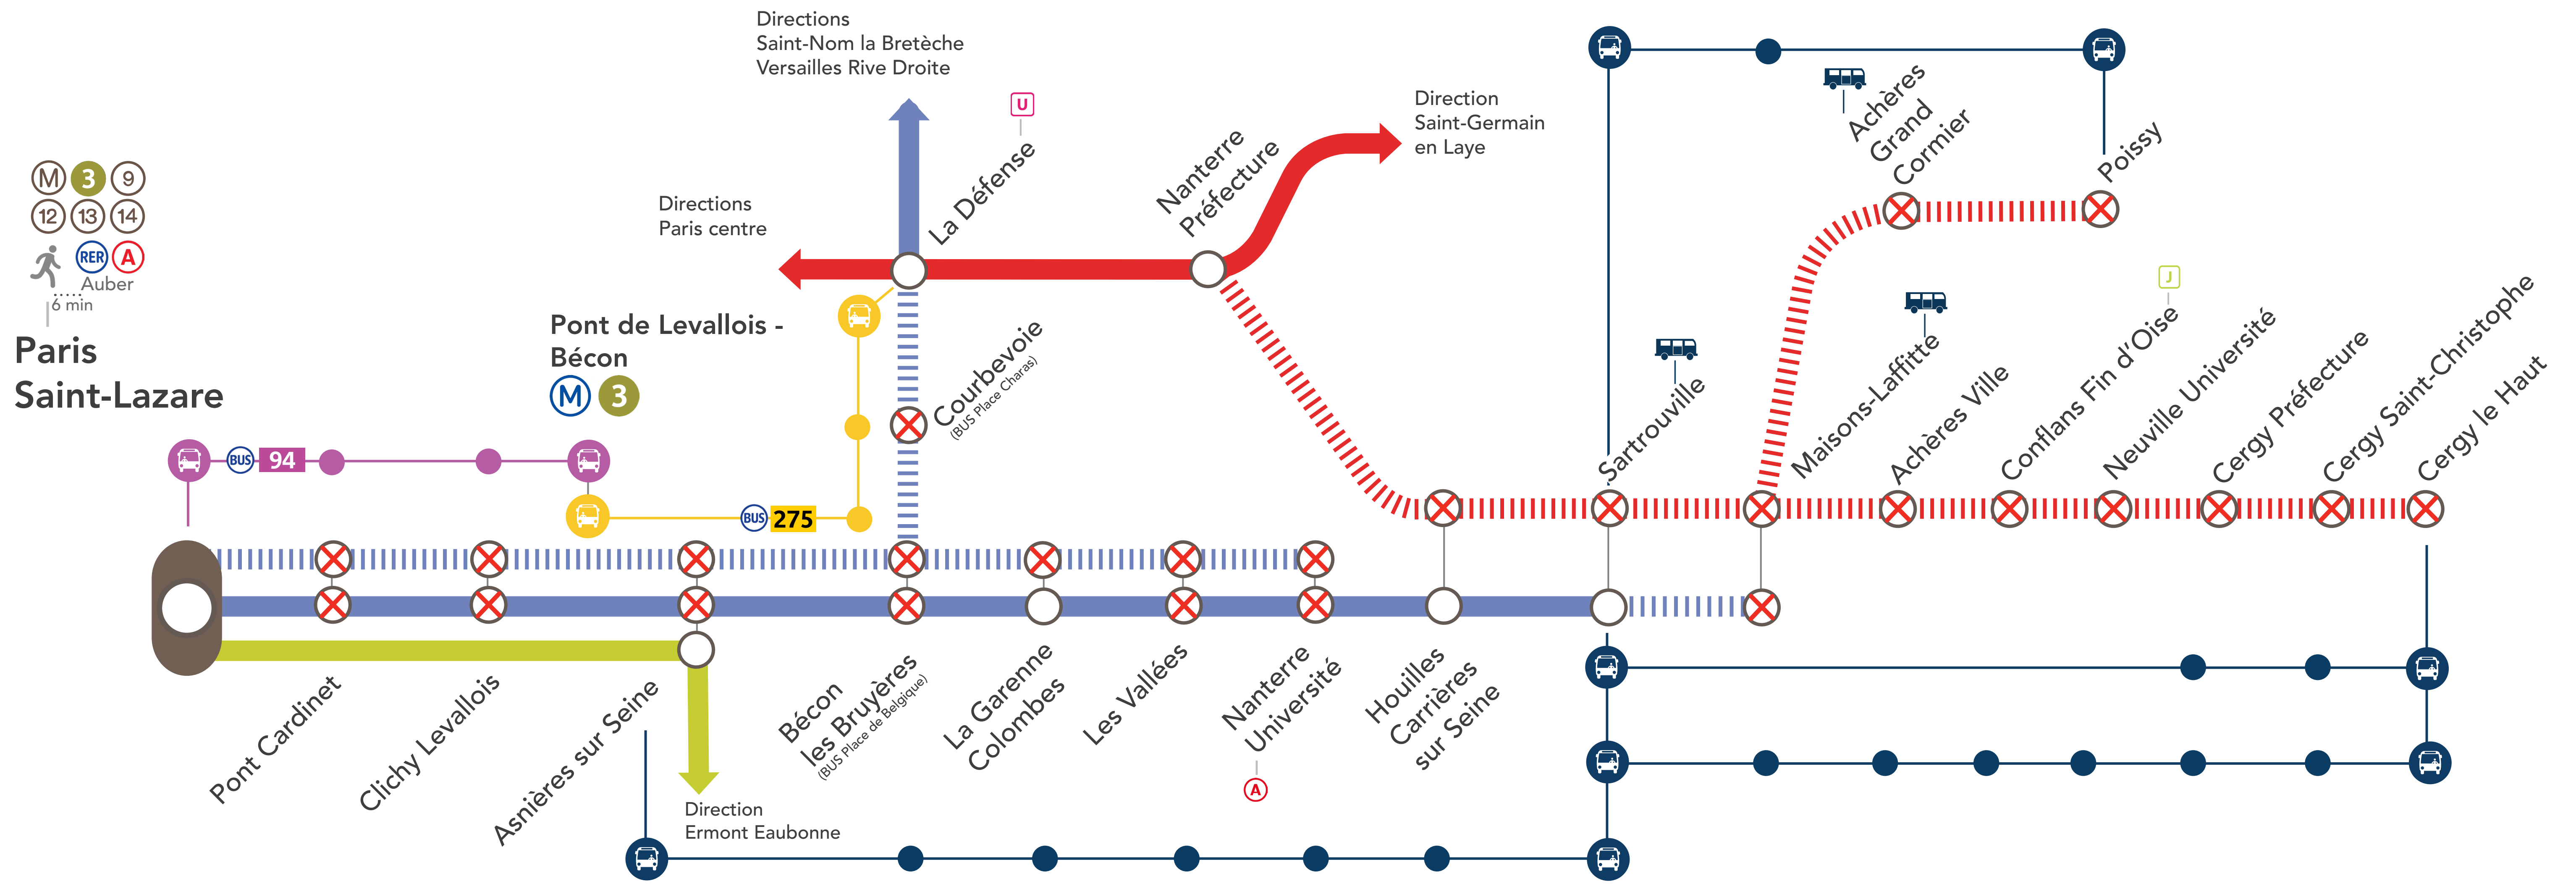 Directions
Saint-Nom la Bretèche
Versailles Rive Droite
U
La Défense
Directions
Paris centre
Nanterre
Préfecture
Direction
Saint-Germain
en Laye
Achères
Grand
Cormier
Poissy
M 3 9
12 13 14
RER A
Auber
6 min
Paris
Saint-Lazare
Pont de Levallois -
Bécon
M 3
BUS 94
BUS 275
Courbevoie
(BUS Place Charas)
Sartrouville
Maisons-Laffitte
Achères Ville
J
Conflans Fin d'Oise
Neuville Université
Cergy Préfecture
Cergy Saint-Christophe
Cergy le Haut
Pont Cardinet
Clichy Levallois
Asnières sur Seine
Direction
Ermont Eaubonne
Bécon
les Bruyères
(BUS Place de Belgique)
La Garenne
Colombes
Les Vallées
Nanterre
Université
A
Houilles
Carrières
sur Seine